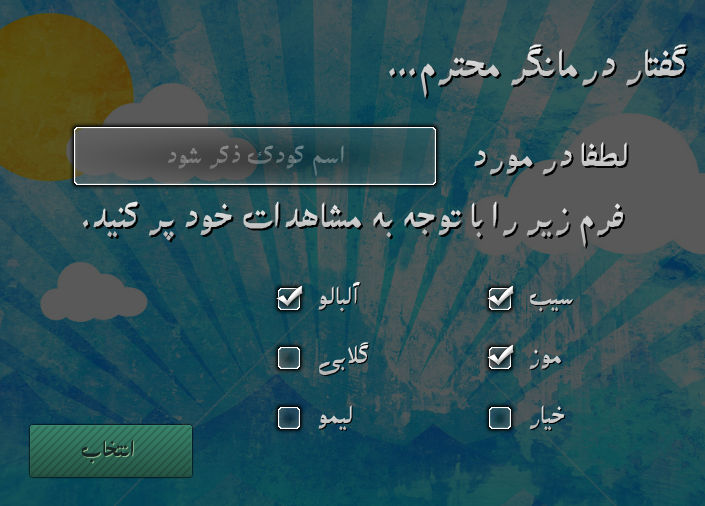 گفتار درمانگر محترم...
لطفا در مورد اسم کودک ذکر شود
فرم زیر را با توجه به مشاهدات خود پر کنید.
سیب آلبالو
موز گلابی
خیار لیمو
انتخاب